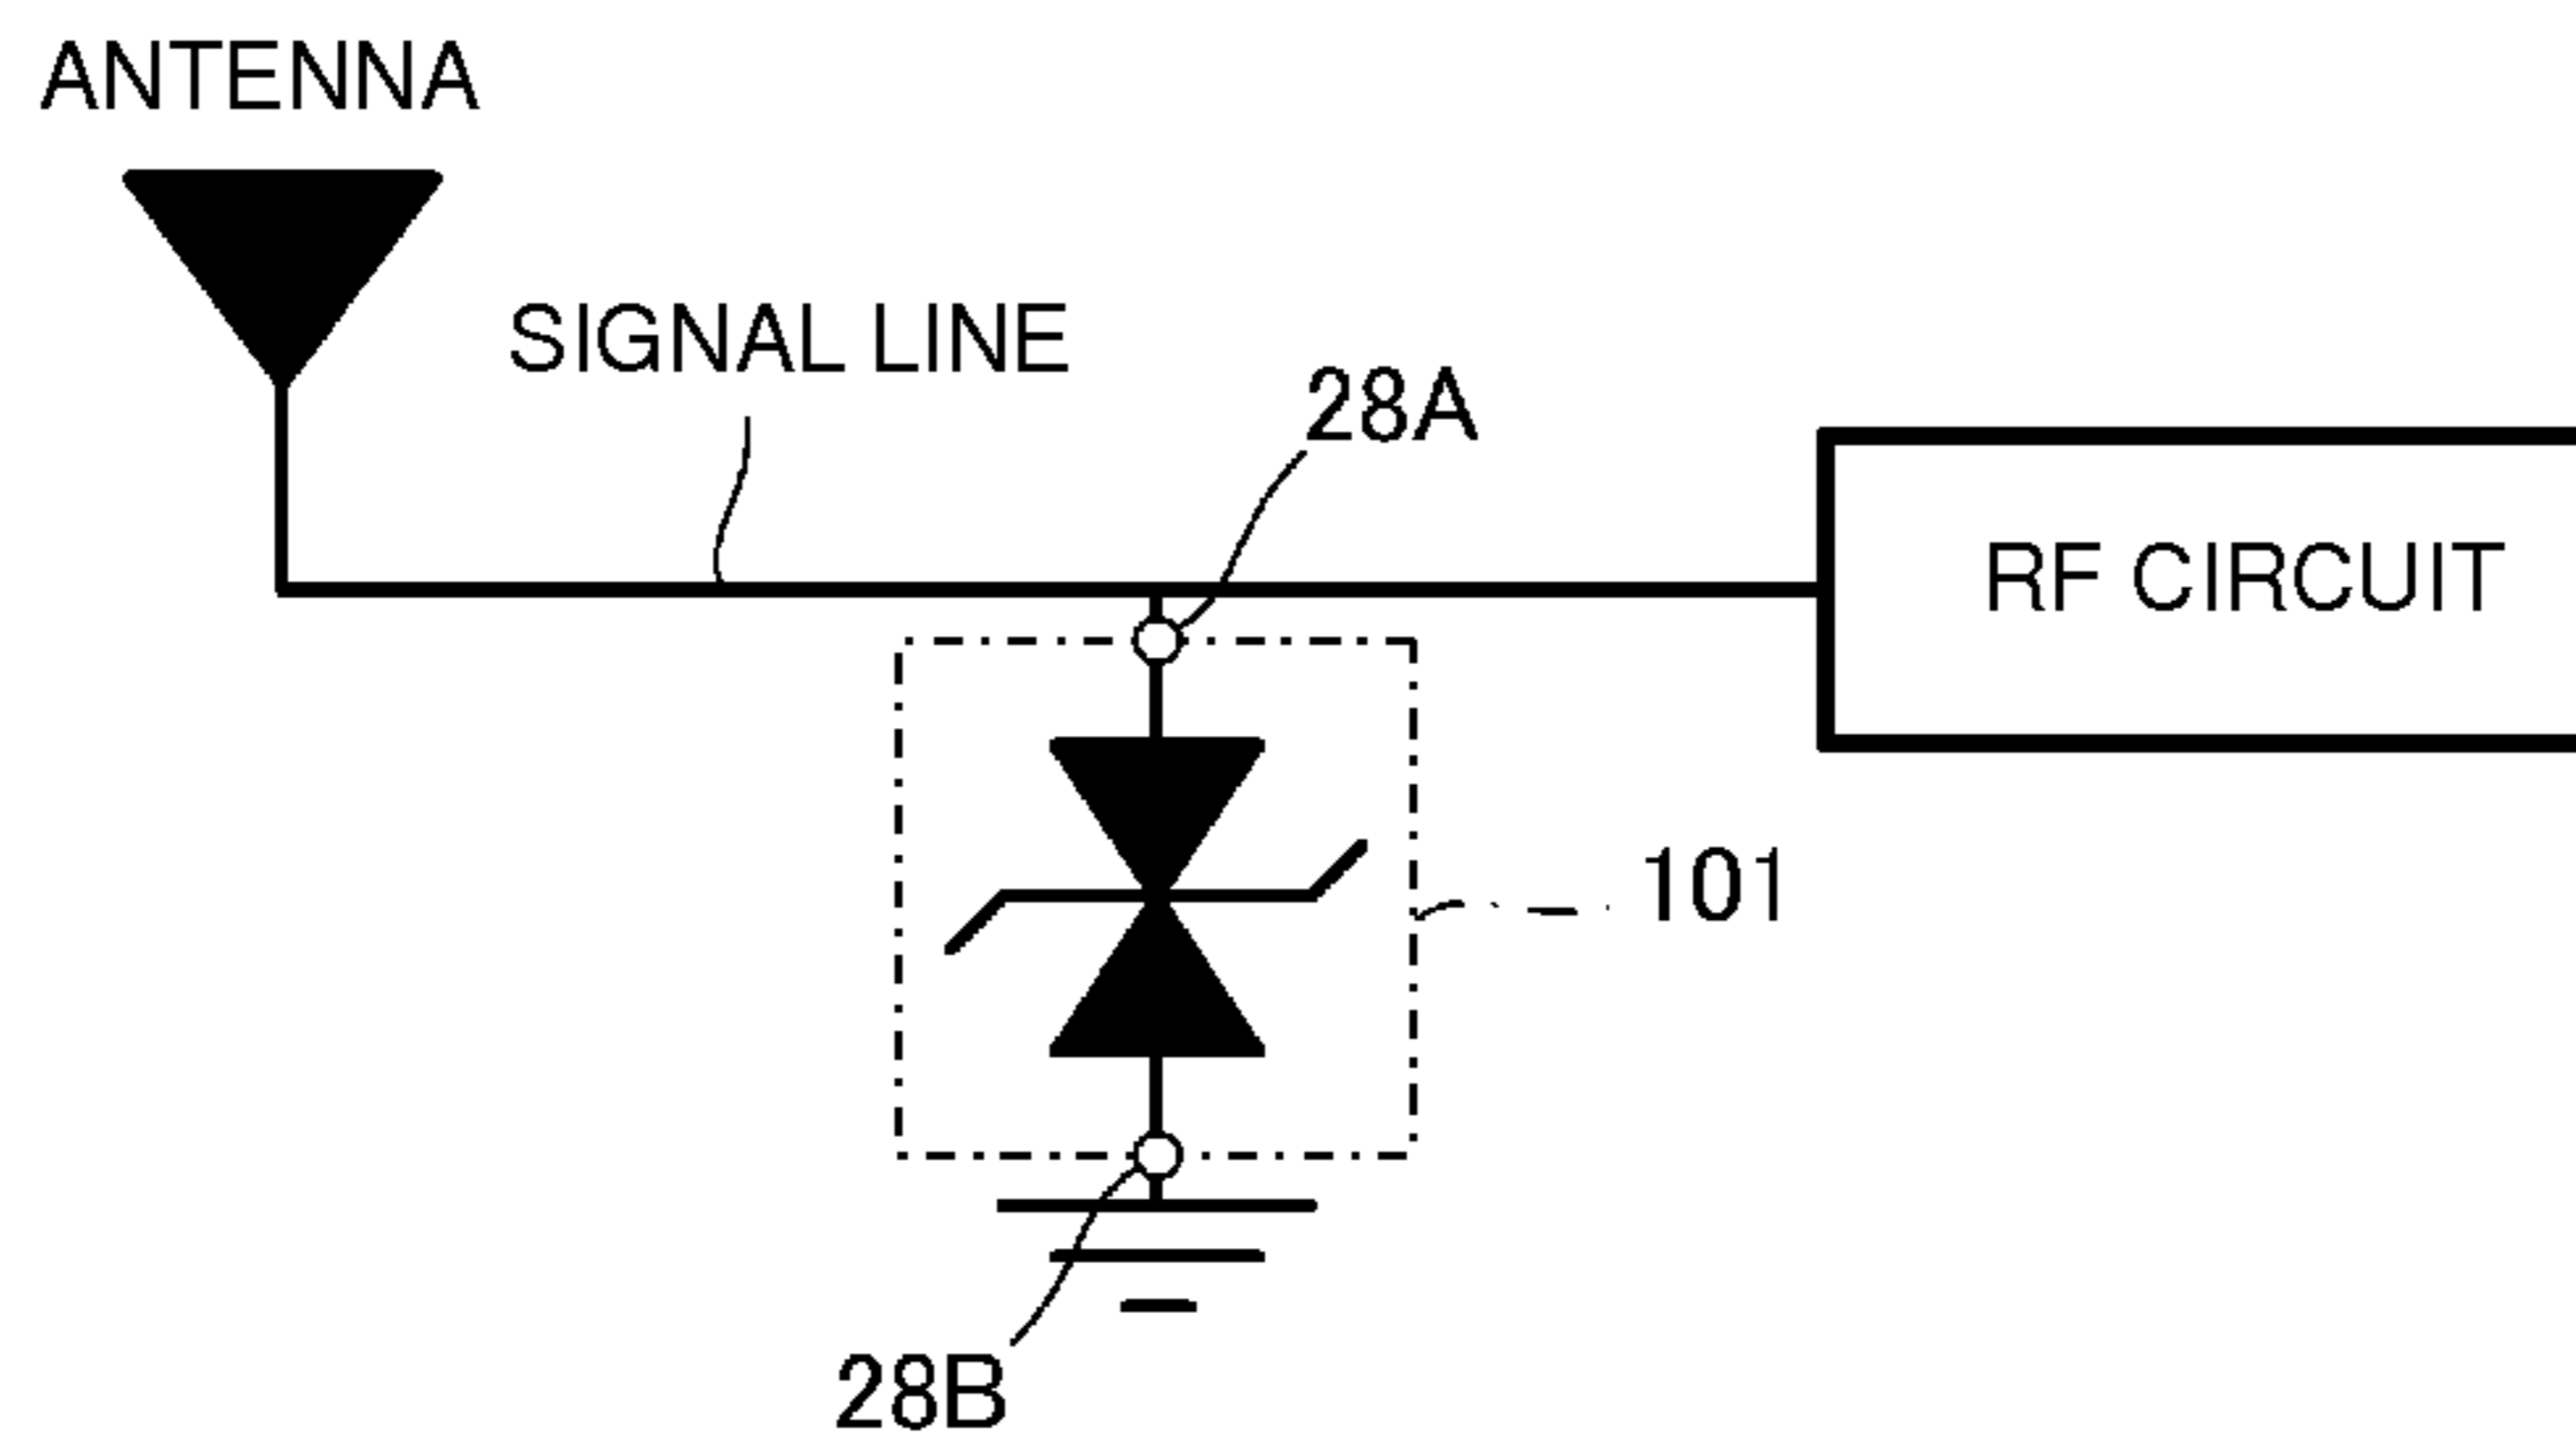 ANTENNA
SIGNAL LINE
28A
RF CIRCUIT
101
28B